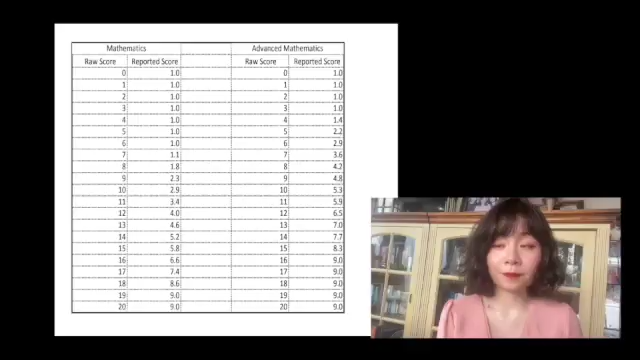 Mathematics Advanced Mathematics
Raw Score Reported Score Raw Score Reported Score
0 1.0 0 1.0
1 1.0 1 1.0
2 1.0 2 1.0
3 1.0 3 1.0
4 1.0 4 1.4
5 1.0 5 2.2
6 1.0 6 2.9
7 1.1 7 3.6
8 1.8 8 4.2
9 2.3 9 4.8
10 2.9 10 5.3
11 3.4 11 5.9
12 4.0 12 6.5
13 4.6 13 7.0
14 5.2 14 7.7
15 5.8 15 8.3
16 6.6 16 9.0
17 7.4 17 9.0
18 8.6 18 9.0
19 9.0 19 9.0
20 9.0 20 9.0